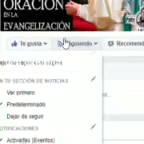 ORACIÓN
EN LA
EVANGELIZACIÓN
Te gusta
Siguiendo
Recomend
EN TU SECCIÓN DE NOTICIAS
Ver primero
Predeterminado
Dejar de seguir
NOTIFICACIONES
Activadas (Eventos)